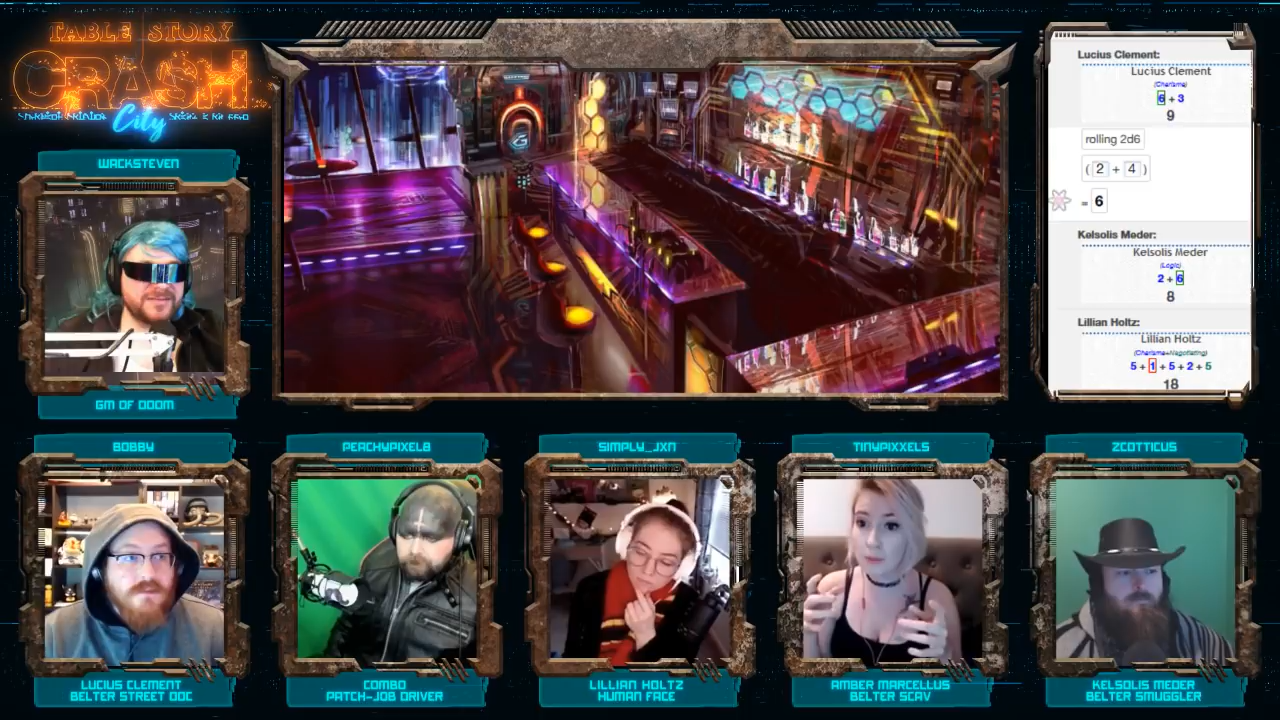 TABLE STORY
CRASH
City
WACKSTEVEN
GM OF DOOM
Lucius Clement:
Lucius Clement
(Charisma)
6 + 3
9
rolling 2d6
( 2 + 4 )
= 6
Kelsolis Meder:
Kelsolis Meder
(Logic)
2 + 6
8
Lillian Holtz:
Lillian Holtz
(Charisma+Negotiating)
5 + 1 + 5 + 2 + 5
18
BOBBY
LUCIUS CLEMENT
BELTER STREET DOC
PEACHYPIXEL8
COMBO
PATCH-JOB DRIVER
SIMPLY_JXN
LILLIAN HOLTZ
HUMAN FACE
TINYPIXXELS
AMBER MARCELLUS
BELTER SCAV
ZCOTTICUS
KELSOLIS MEDER
BELTER SMUGGLER